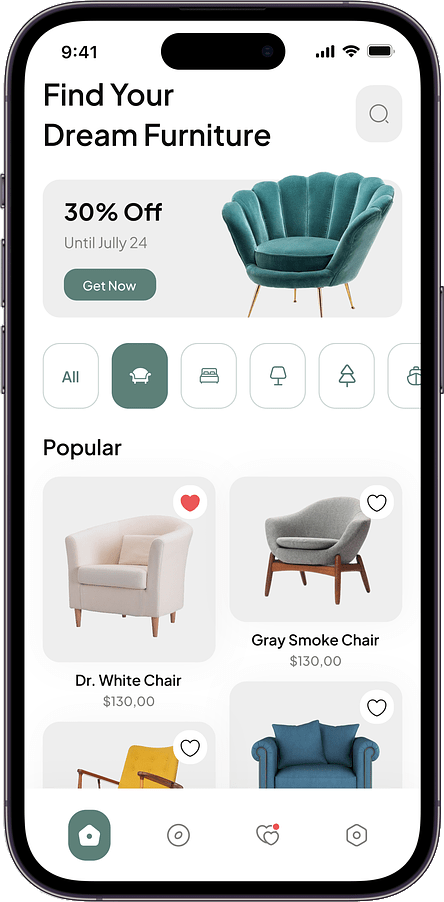 9:41
Find Your
Dream Furniture
30% Off
Until Jully 24
Get Now
All
Popular
Gray Smoke Chair
$130,00
Dr. White Chair
$130,00